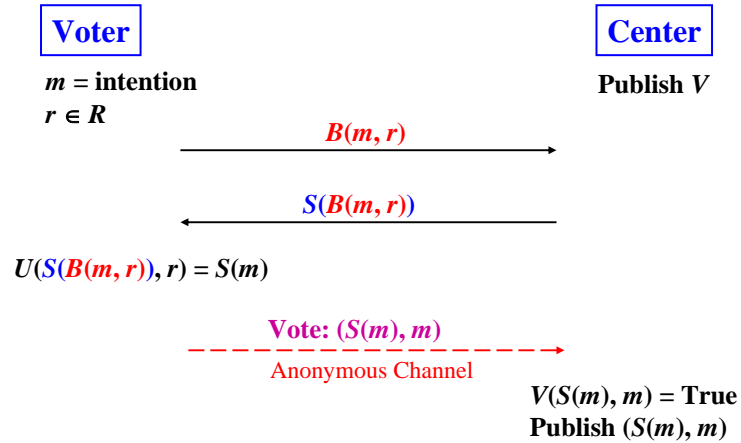 Voter
Center
m = intention
r ∈ R
Publish V
B(m, r)
S(B(m, r))
U(S(B(m, r)), r) = S(m)
Vote: (S(m), m)
Anonymous Channel
V(S(m), m) = True
Publish (S(m), m)